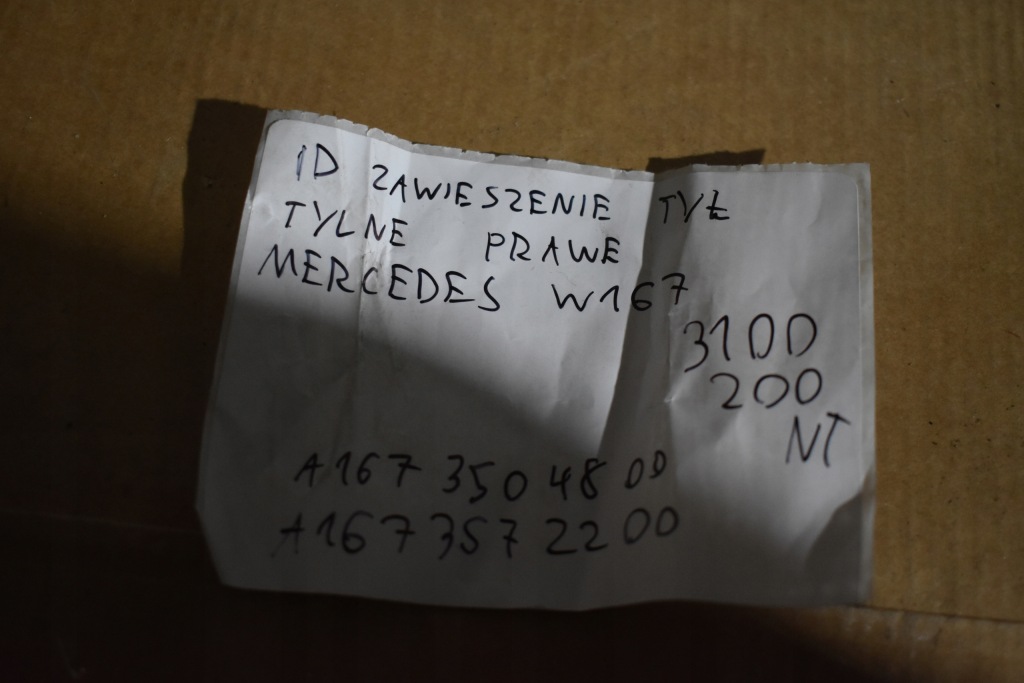 ID ZAWIESZENIE TYŁ
TYLNE PRAWE
MERCEDES W167
3100
200
NT
A167 350 48 00
A167 357 22 00